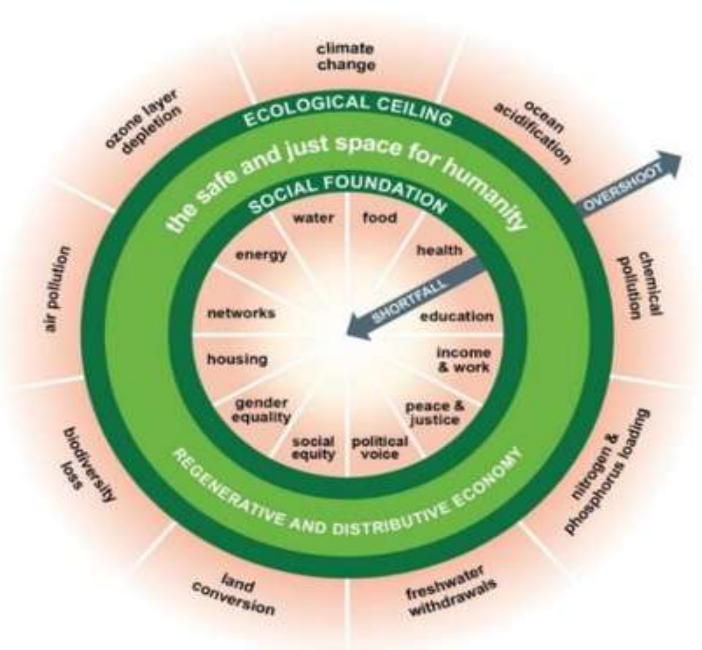 climate
change
ocean
acidification
OVERSHOOT
chemical
pollution
nitrogen &
phosphorus loading
freshwater
withdrawals
land
conversion
biodiversity
loss
air pollution
ozone layer
depletion
ECOLOGICAL CEILING
the safe and just space for humanity
SOCIAL FOUNDATION
water
food
health
SHORTFALL
education
income
& work
peace &
justice
political
voice
social
equity
gender
equality
housing
networks
energy
REGENERATIVE AND DISTRIBUTIVE ECONOMY